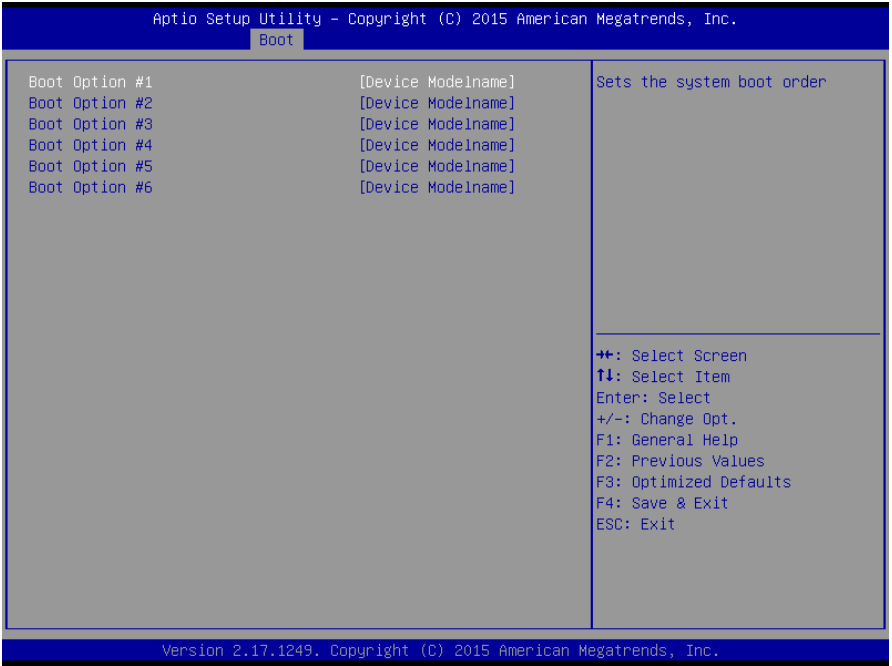 Aptio Setup Utility – Copyright (C) 2015 American Megatrends, Inc.
Boot
Boot Option #1 [Device Modelname]
Boot Option #2 [Device Modelname]
Boot Option #3 [Device Modelname]
Boot Option #4 [Device Modelname]
Boot Option #5 [Device Modelname]
Boot Option #6 [Device Modelname]
Sets the system boot order
→←: Select Screen
↑↓: Select Item
Enter: Select
+/-: Change Opt.
F1: General Help
F2: Previous Values
F3: Optimized Defaults
F4: Save & Exit
ESC: Exit
Version 2.17.1249. Copyright (C) 2015 American Megatrends, Inc.